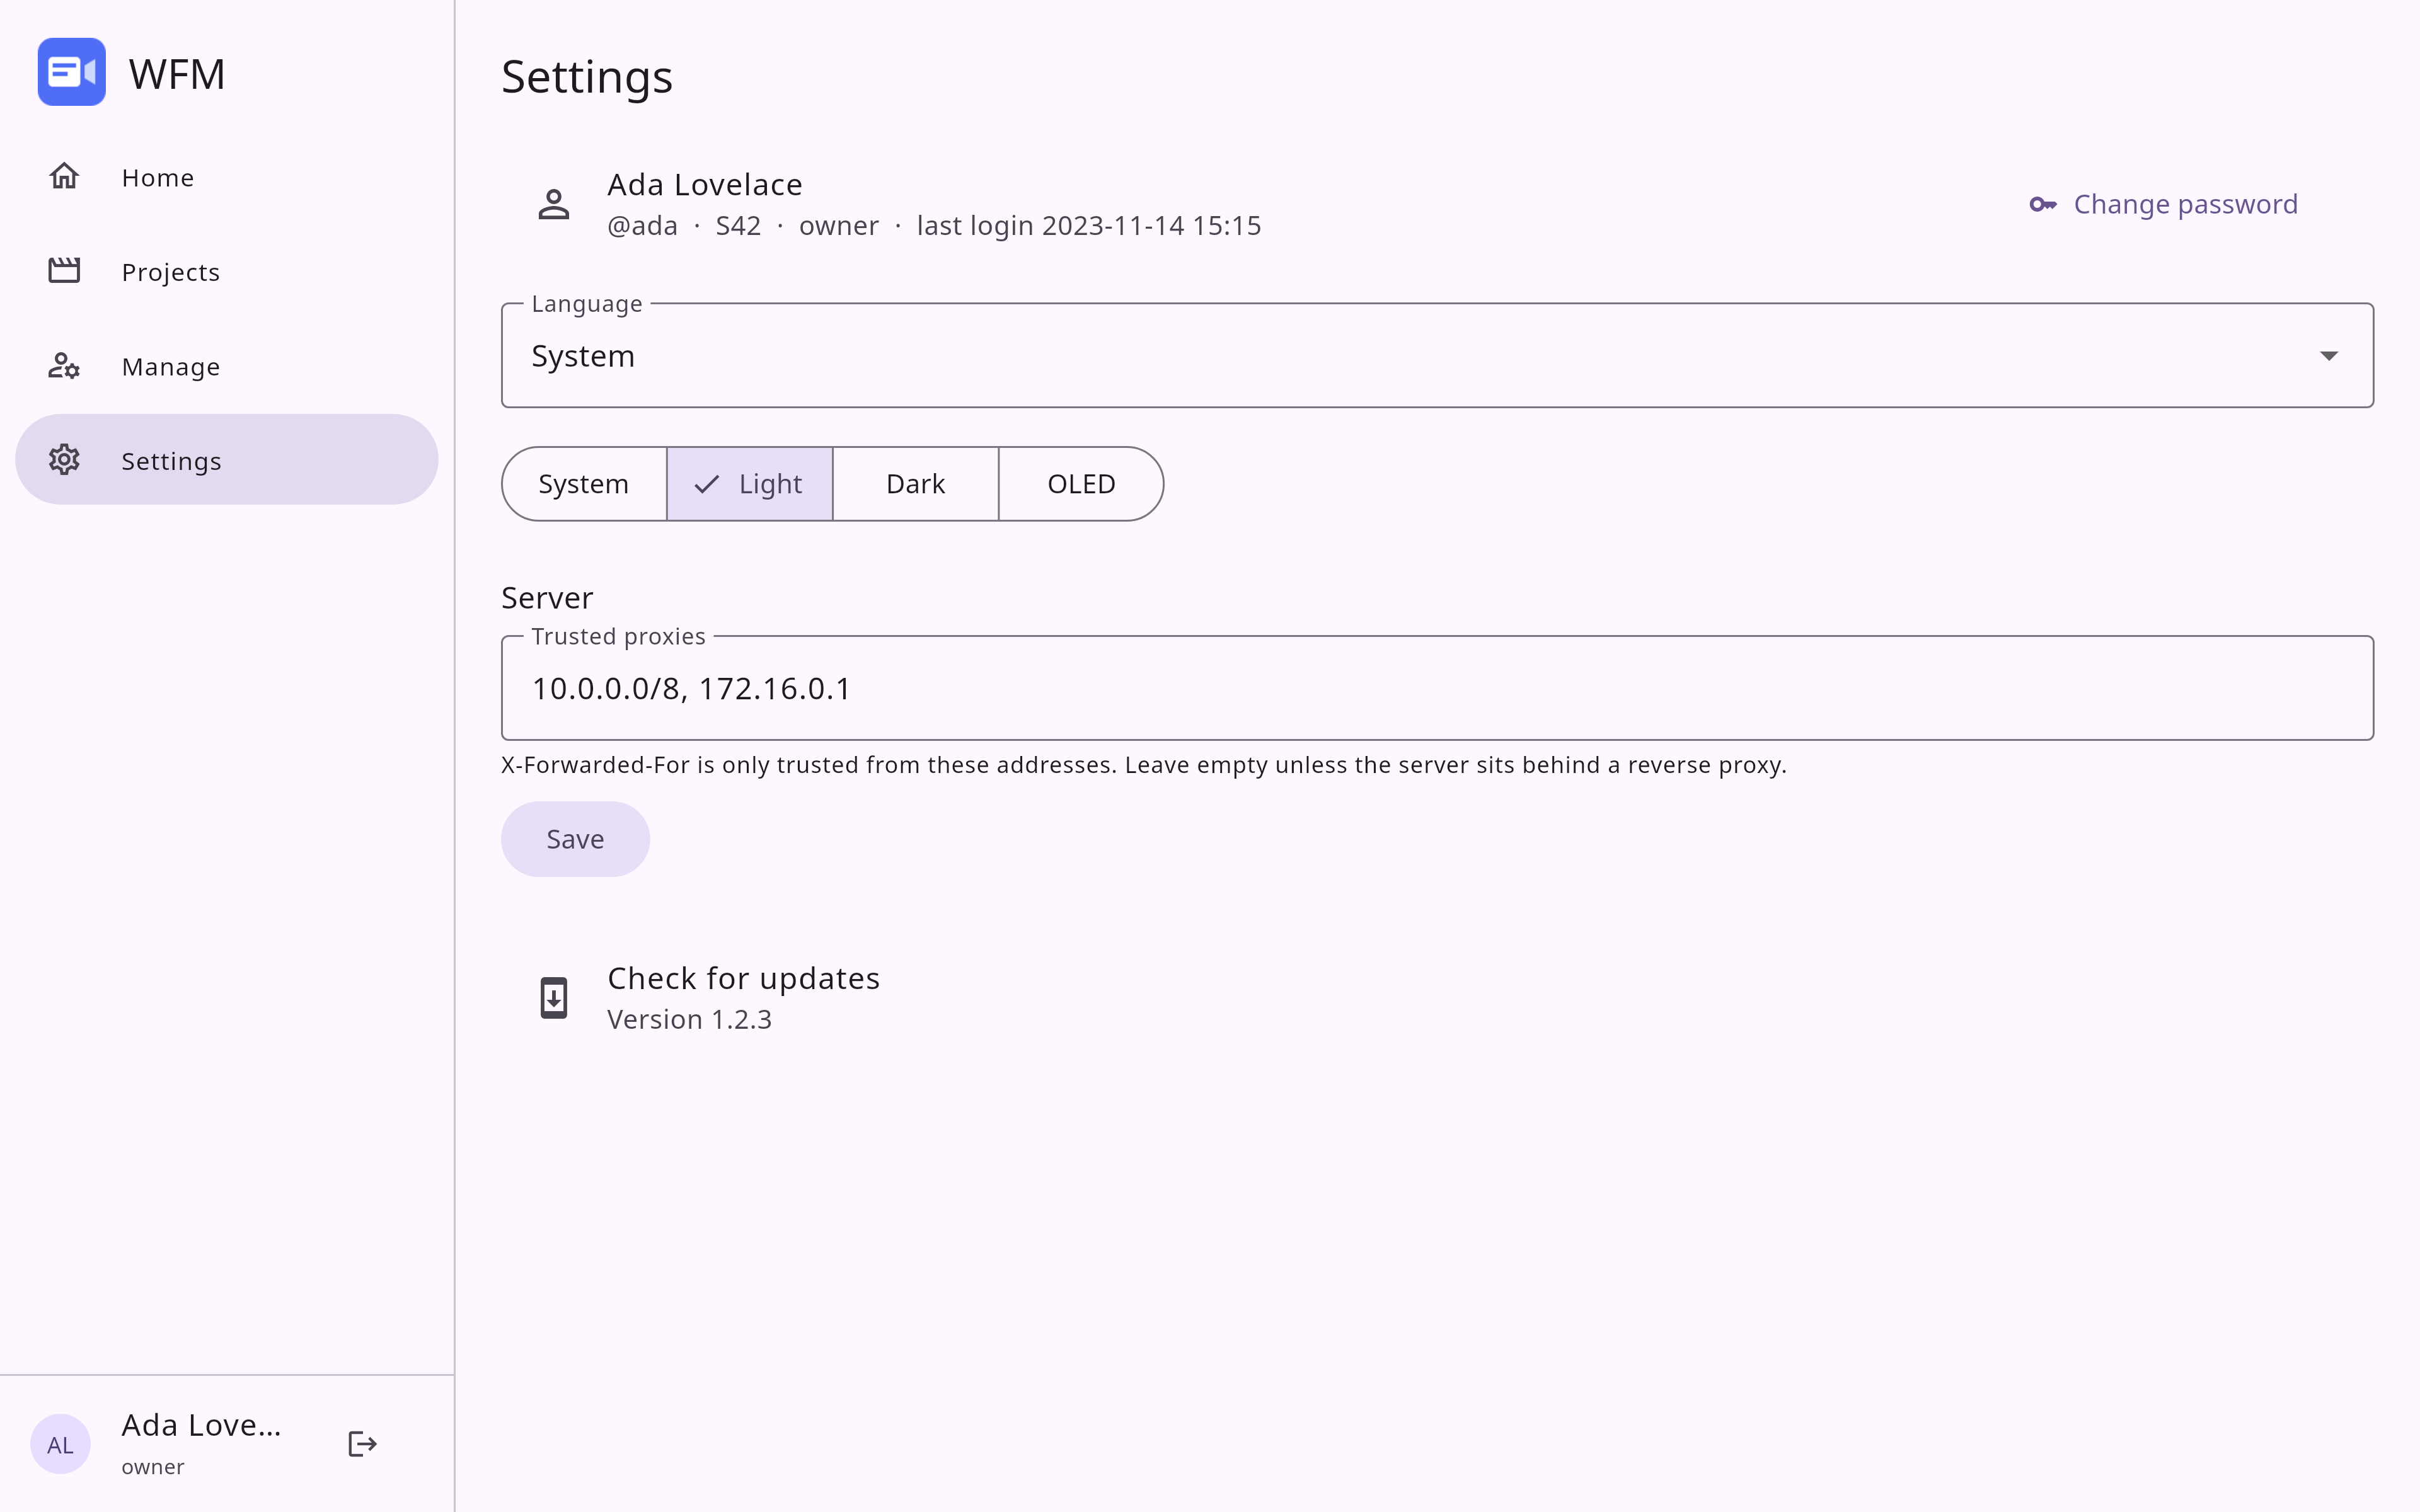 WFM
Home
Projects
Manage
Settings
Ada Love...
AL
owner
Settings
Ada Lovelace
@ada · S42 · owner · last login 2023-11-14 15:15
Change password
Language
System
System
Light
Dark
OLED
Server
Trusted proxies
10.0.0.0/8, 172.16.0.1
X-Forwarded-For is only trusted from these addresses. Leave empty unless the server sits behind a reverse proxy.
Save
Check for updates
Version 1.2.3